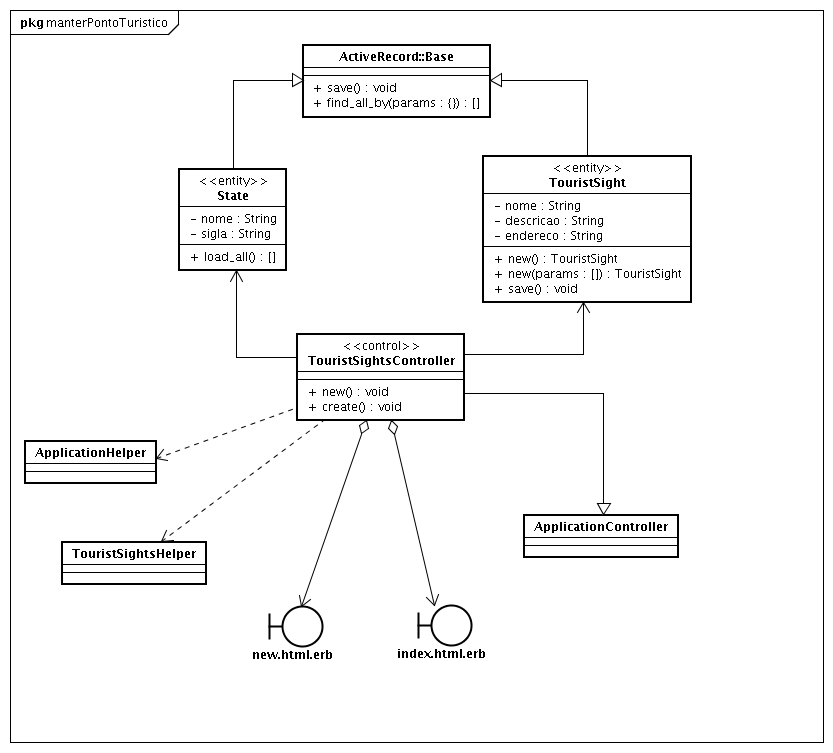 pkg manterPontoTuristico
ActiveRecord::Base
+ save() : void
+ find_all_by(params : {}) : []
<<entity>>
State
- nome : String
- sigla : String
+ load_all() : []
<<entity>>
TouristSight
- nome : String
- descricao : String
- endereco : String
+ new() : TouristSight
+ new(params : []) : TouristSight
+ save() : void
<<control>>
TouristSightsController
+ new() : void
+ create() : void
ApplicationHelper
TouristSightsHelper
ApplicationController
new.html.erb
index.html.erb